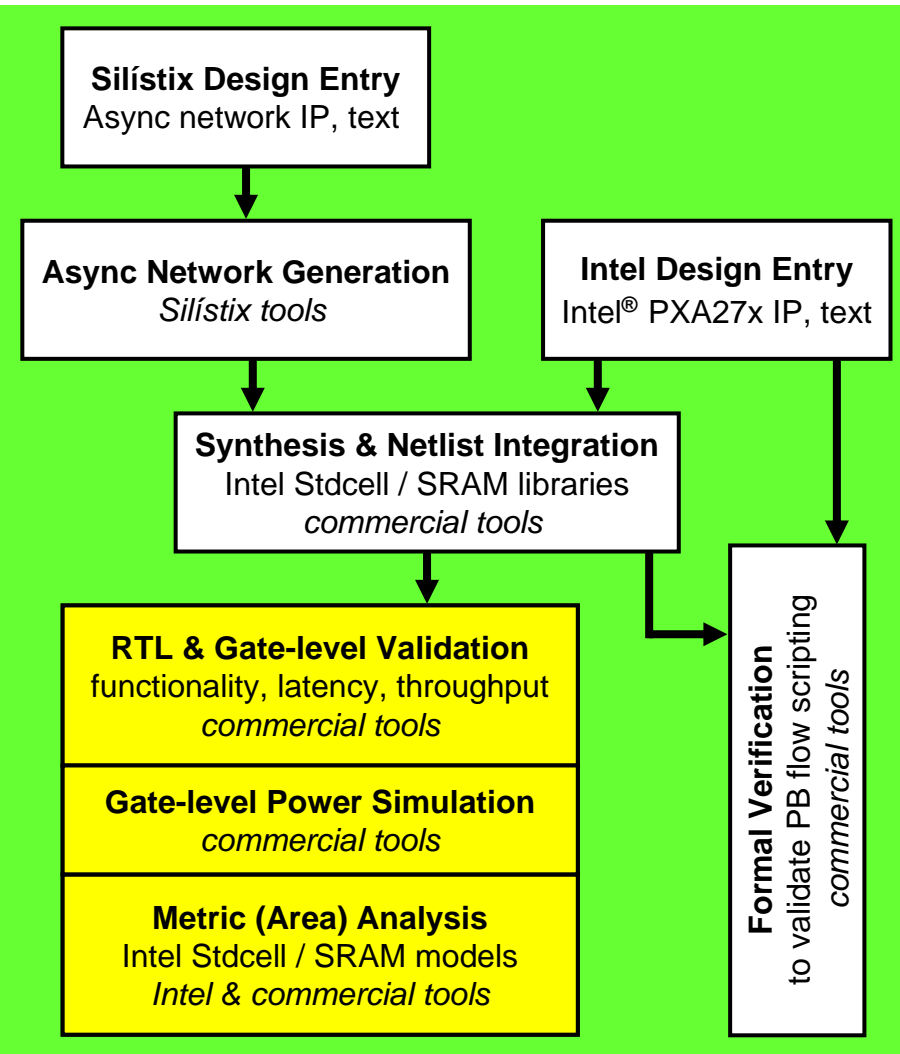 Silístix Design Entry
Async network IP, text
Async Network Generation
Silístix tools
Intel Design Entry
Intel® PXA27x IP, text
Synthesis & Netlist Integration
Intel Stdcell / SRAM libraries
commercial tools
RTL & Gate-level Validation
functionality, latency, throughput
commercial tools
Gate-level Power Simulation
commercial tools
Metric (Area) Analysis
Intel Stdcell / SRAM models
Intel & commercial tools
Formal Verification
to validate PB flow scripting
commercial tools